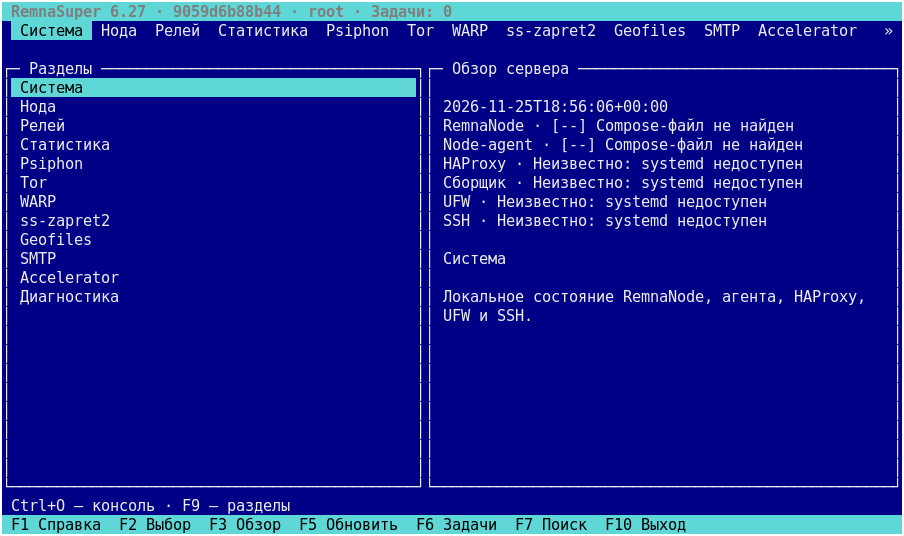 RemnaSuper 6.27 · 9059d6b88b44 · root · Задачи: 0
Система Нода Релей Статистика Psiphon Tor WARP ss-zapret2 Geofiles SMTP Accelerator »
Разделы
Система
Нода
Релей
Статистика
Psiphon
Tor
WARP
ss-zapret2
Geofiles
SMTP
Accelerator
Диагностика
Обзор сервера
2026-11-25T18:56:06+00:00
RemnaNode · [--] Compose-файл не найден
Node-agent · [--] Compose-файл не найден
HAProxy · Неизвестно: systemd недоступен
Сборщик · Неизвестно: systemd недоступен
UFW · Неизвестно: systemd недоступен
SSH · Неизвестно: systemd недоступен
Система
Локальное состояние RemnaNode, агента, HAProxy,
UFW и SSH.
Ctrl+O — консоль · F9 — разделы
F1 Справка F2 Выбор F3 Обзор F5 Обновить F6 Задачи F7 Поиск F10 Выход